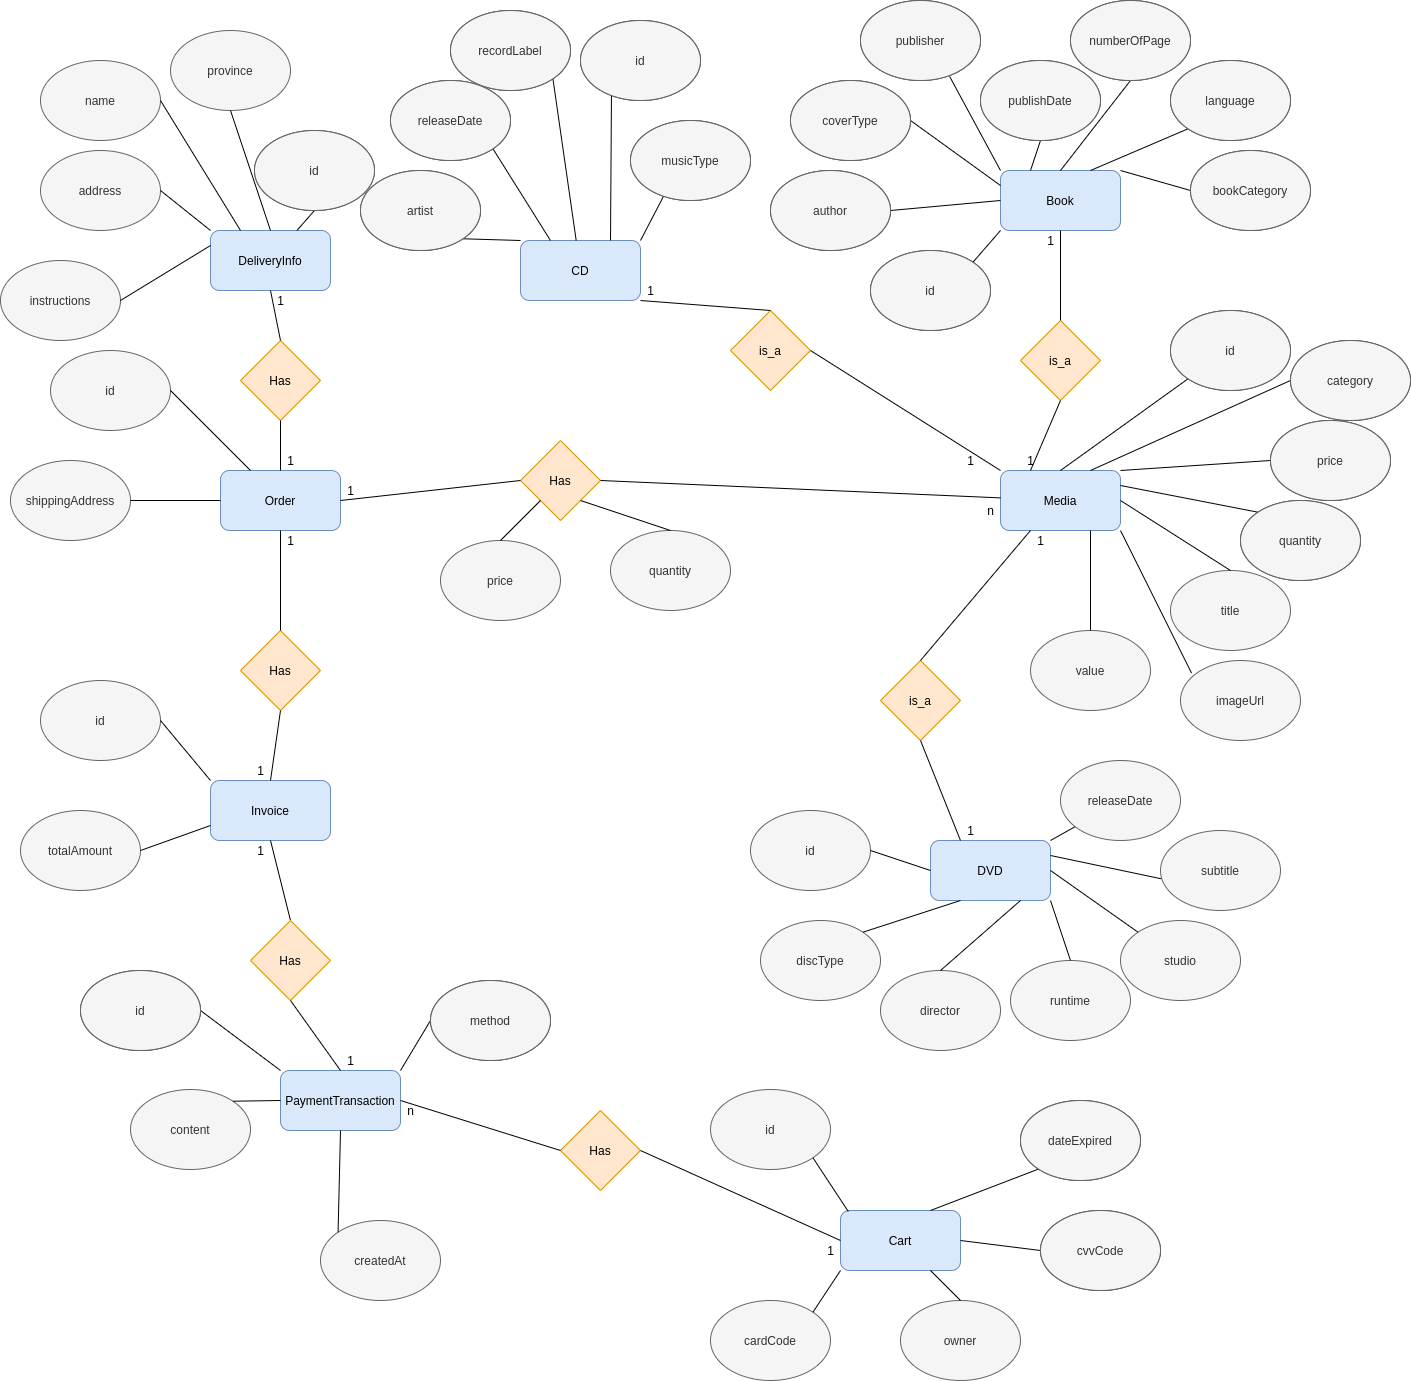 publisher
numberOfPage
recordLabel
id
province
name
publishDate
language
releaseDate
coverType
musicType
id
address
bookCategory
artist
author
Book
1
DeliveryInfo
CD
id
1
instructions
1
is_a
is_a
id
category
Has
id
1
1
1
price
Has
1
shippingAddress
Order
Media
n
1
1
quantity
price
quantity
title
Has
value
imageUrl
is_a
id
1
releaseDate
Invoice
1
totalAmount
1
id
DVD
subtitle
Has
discType
studio
id
method
director
runtime
1
PaymentTransaction
n
content
id
dateExpired
Has
Cart
1
cvvCode
createdAt
cardCode
owner